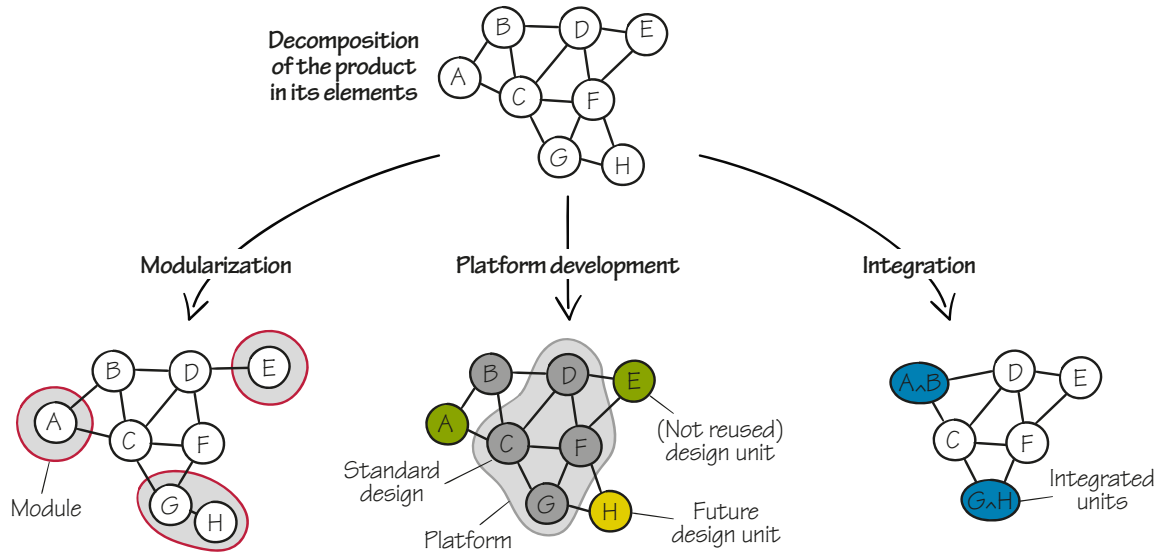 Decomposition
of the product
in its elements
B
D
E
A
C
F
G
H
Modularization
Platform development
Integration
B
D
E
A
C
F
G
H
Module
B
D
E
A
C
F
G
H
(Not reused)
design unit
Standard
design
Platform
Future
design unit
A^B
D
E
C
F
G^H
Integrated
units